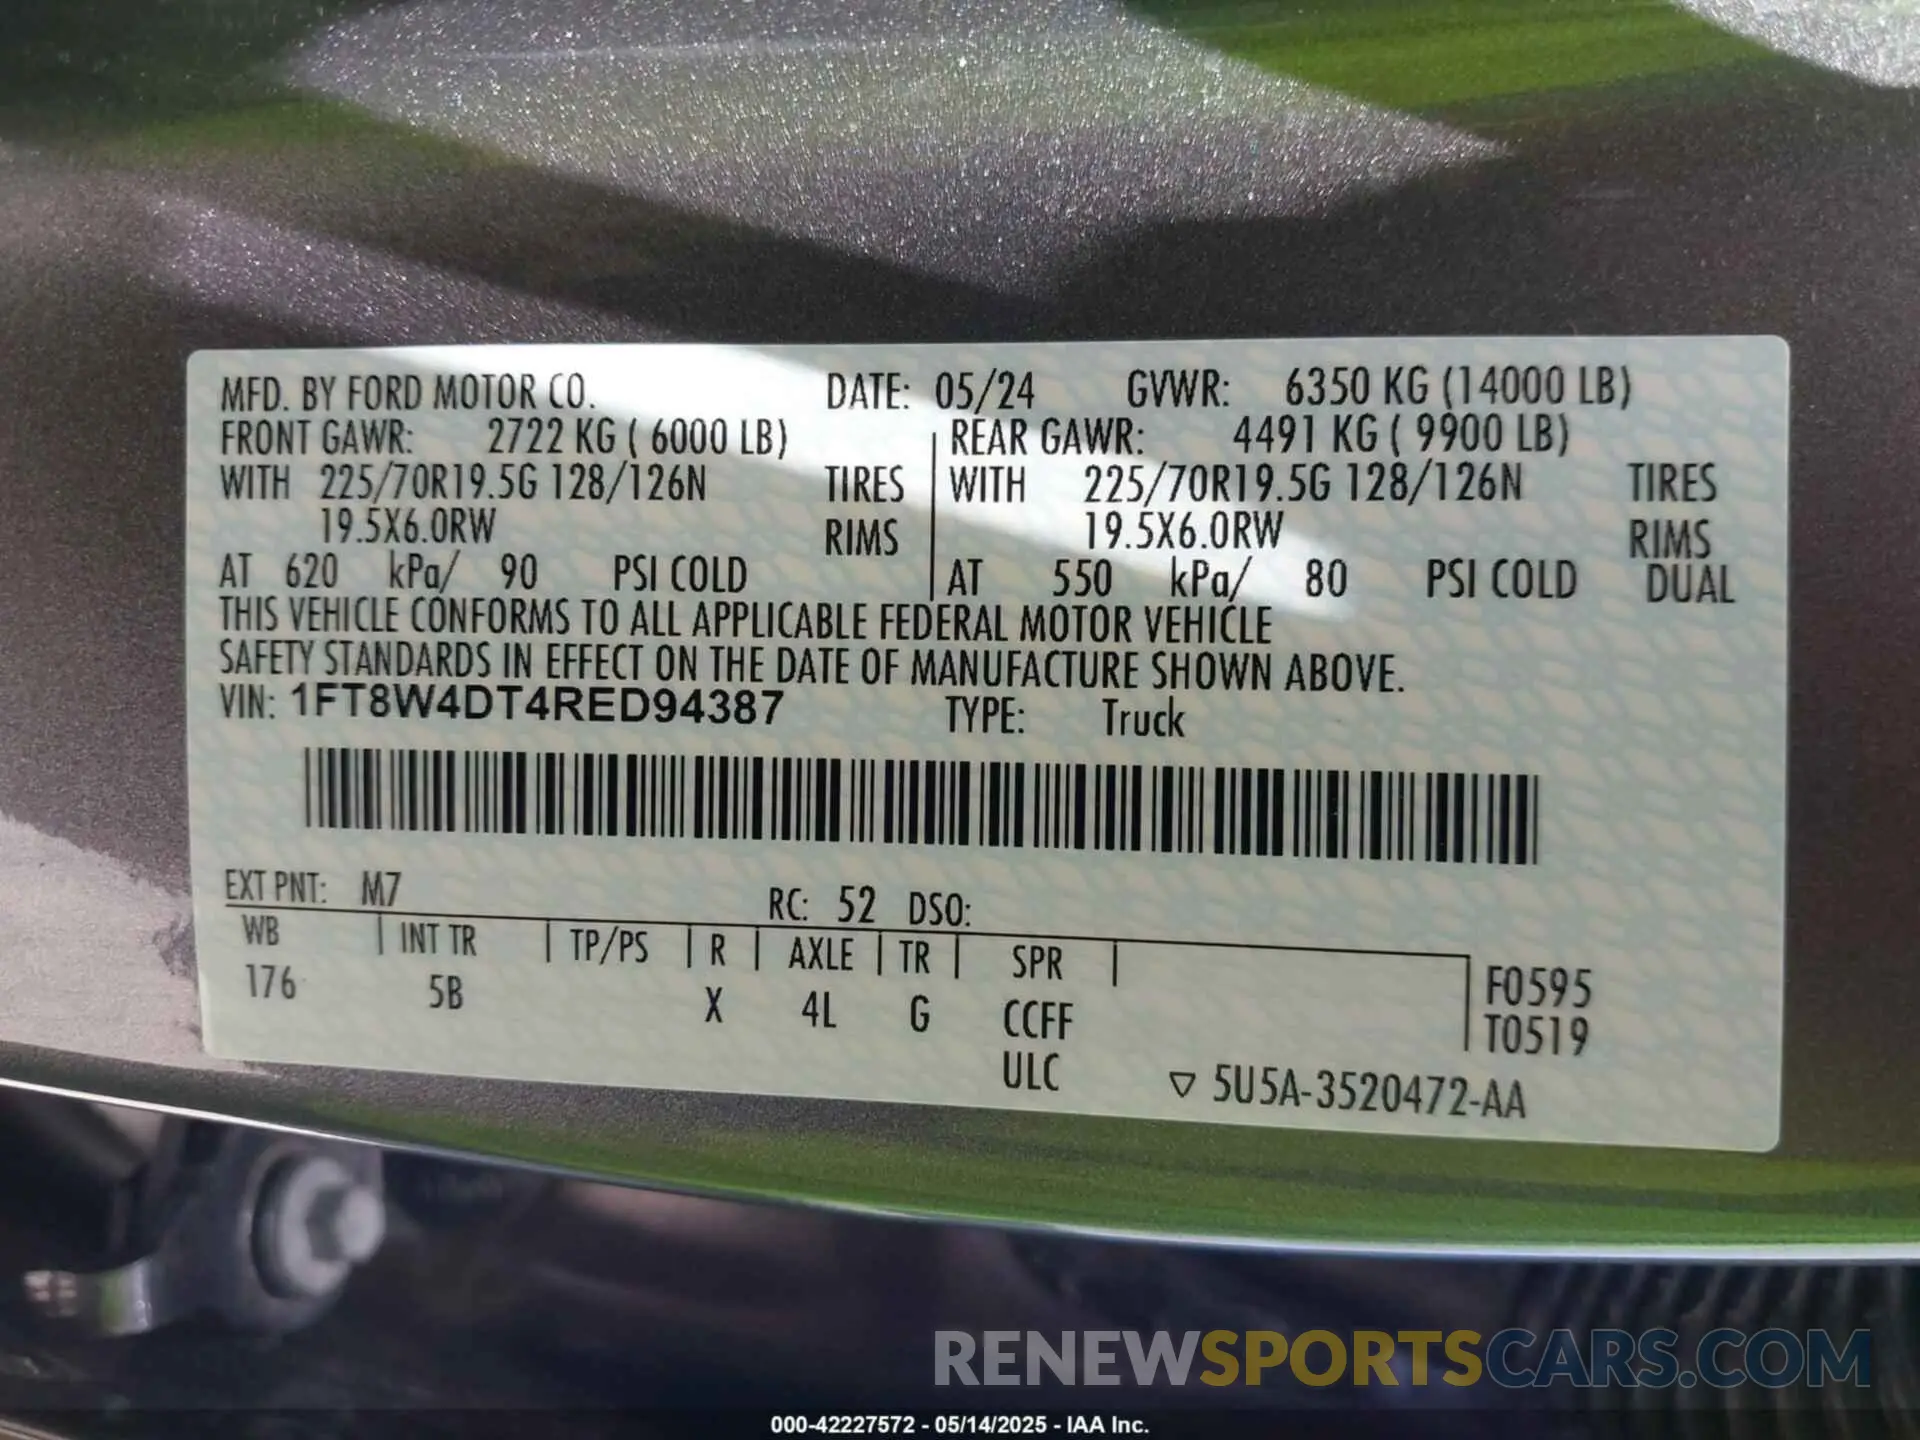 MFD. BY FORD MOTOR CO. DATE: 05/24 GVWR: 6350 KG (14000 LB)
FRONT GAWR: 2722 KG ( 6000 LB) REAR GAWR: 4491 KG ( 9900 LB)
WITH 225/70R19.5G 128/126N TIRES WITH 225/70R19.5G 128/126N TIRES
19.5X6.0RW RIMS 19.5X6.0RW RIMS
AT 620 kPa/ 90 PSI COLD AT 550 kPa/ 80 PSI COLD DUAL
THIS VEHICLE CONFORMS TO ALL APPLICABLE FEDERAL MOTOR VEHICLE
SAFETY STANDARDS IN EFFECT ON THE DATE OF MANUFACTURE SHOWN ABOVE.
VIN: 1FT8W4DT4RED94387 TYPE: Truck
EXT PNT: M7 RC: 52 DSO:
WB INT TR TP/PS R AXLE TR SPR F0595
176 5B X 4L G CCFF T0519
ULC ▽ 5U5A-3520472-AA
RENEWSPORTSCARS.COM
000-42227572 - 05/14/2025 - IAA Inc.